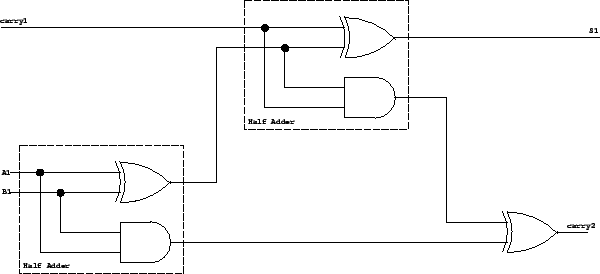 carry1
S1
Half Adder
A1
B1
carry2
Half Adder